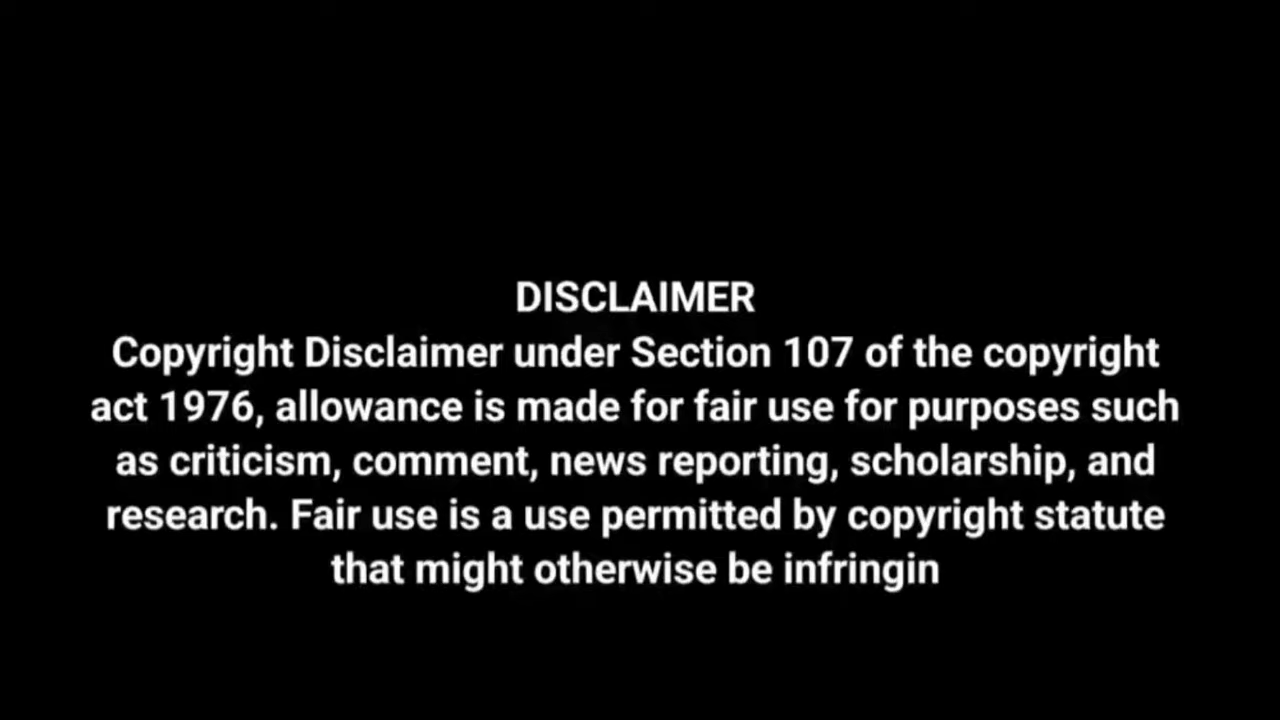 DISCLAIMER
Copyright Disclaimer under Section 107 of the copyright
act 1976, allowance is made for fair use for purposes such
as criticism, comment, news reporting, scholarship, and
research. Fair use is a use permitted by copyright statute
that might otherwise be infringin